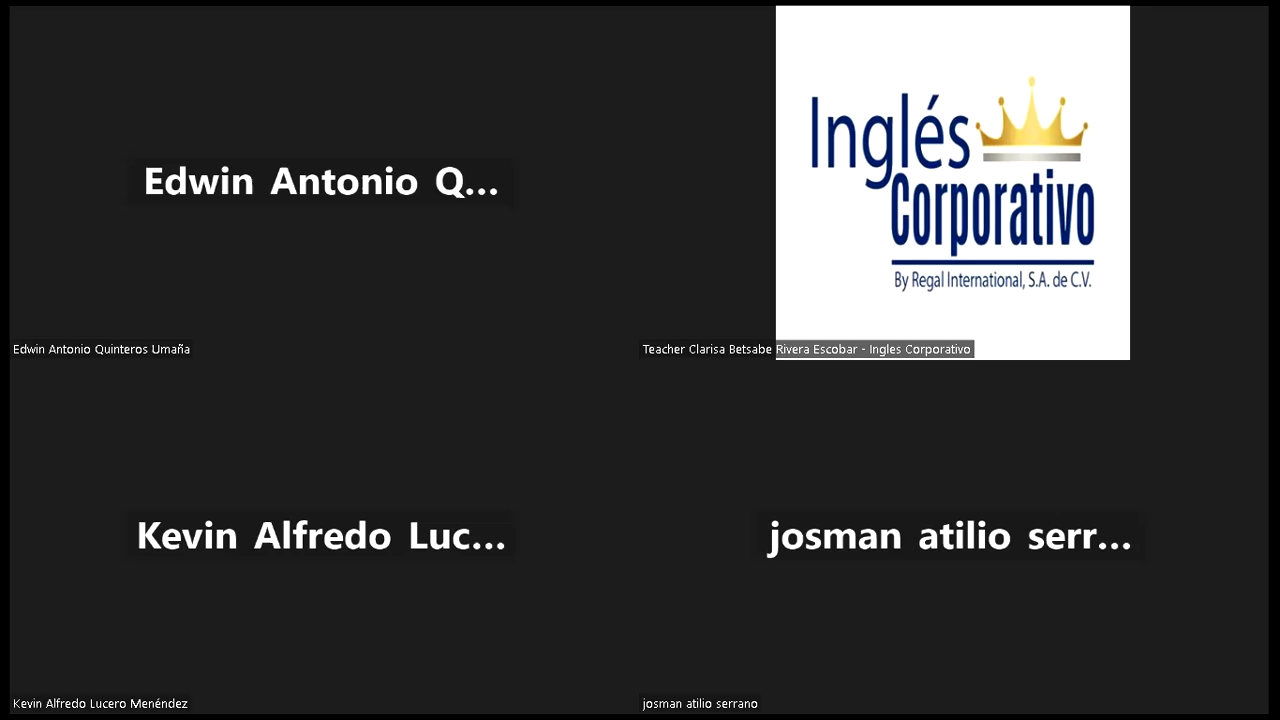 Edwin Antonio Q...
Edwin Antonio Quinteros Umaña
Inglés
Corporativo
By Regal International, S.A. de C.V.
Teacher Clarisa Betsabe Rivera Escobar - Ingles Corporativo
Kevin Alfredo Luc...
Kevin Alfredo Lucero Menéndez
josman atilio serr...
josman atilio serrano